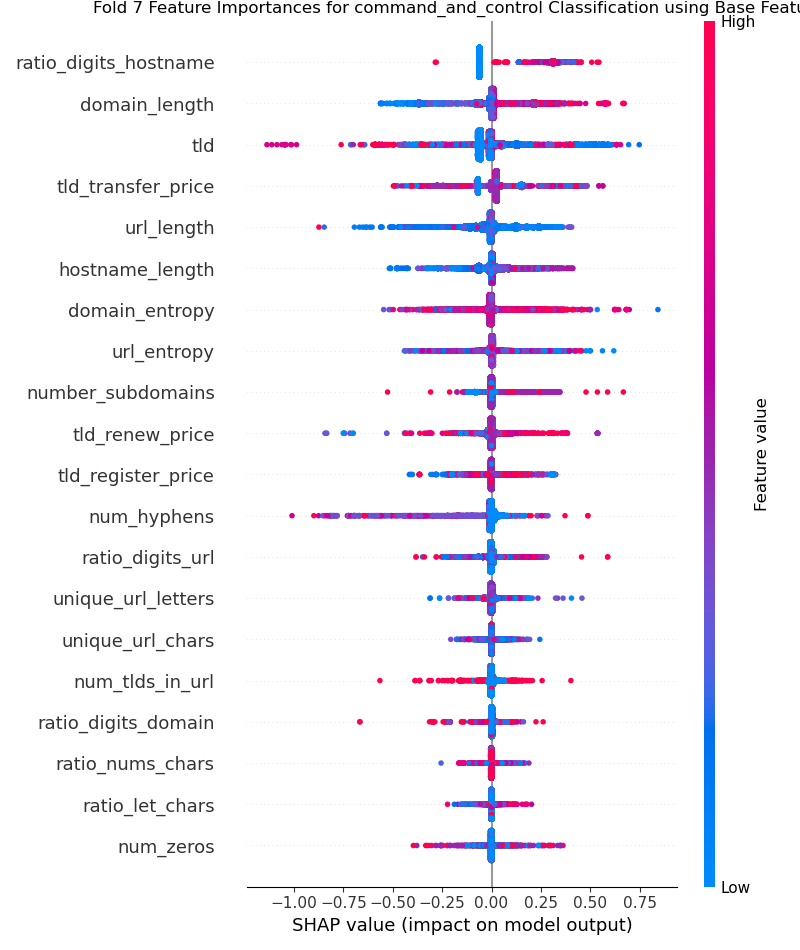 Fold 7 Feature Importances for command_and_control Classification using Base Featu
High
ratio_digits_hostname
domain_length
tld
tld_transfer_price
url_length
hostname_length
domain_entropy
url_entropy
number_subdomains
tld_renew_price
tld_register_price
num_hyphens
ratio_digits_url
unique_url_letters
unique_url_chars
num_tlds_in_url
ratio_digits_domain
ratio_nums_chars
ratio_let_chars
num_zeros
Feature value
Low
−1.00 −0.75 −0.50 −0.25 0.00 0.25 0.50 0.75
SHAP value (impact on model output)